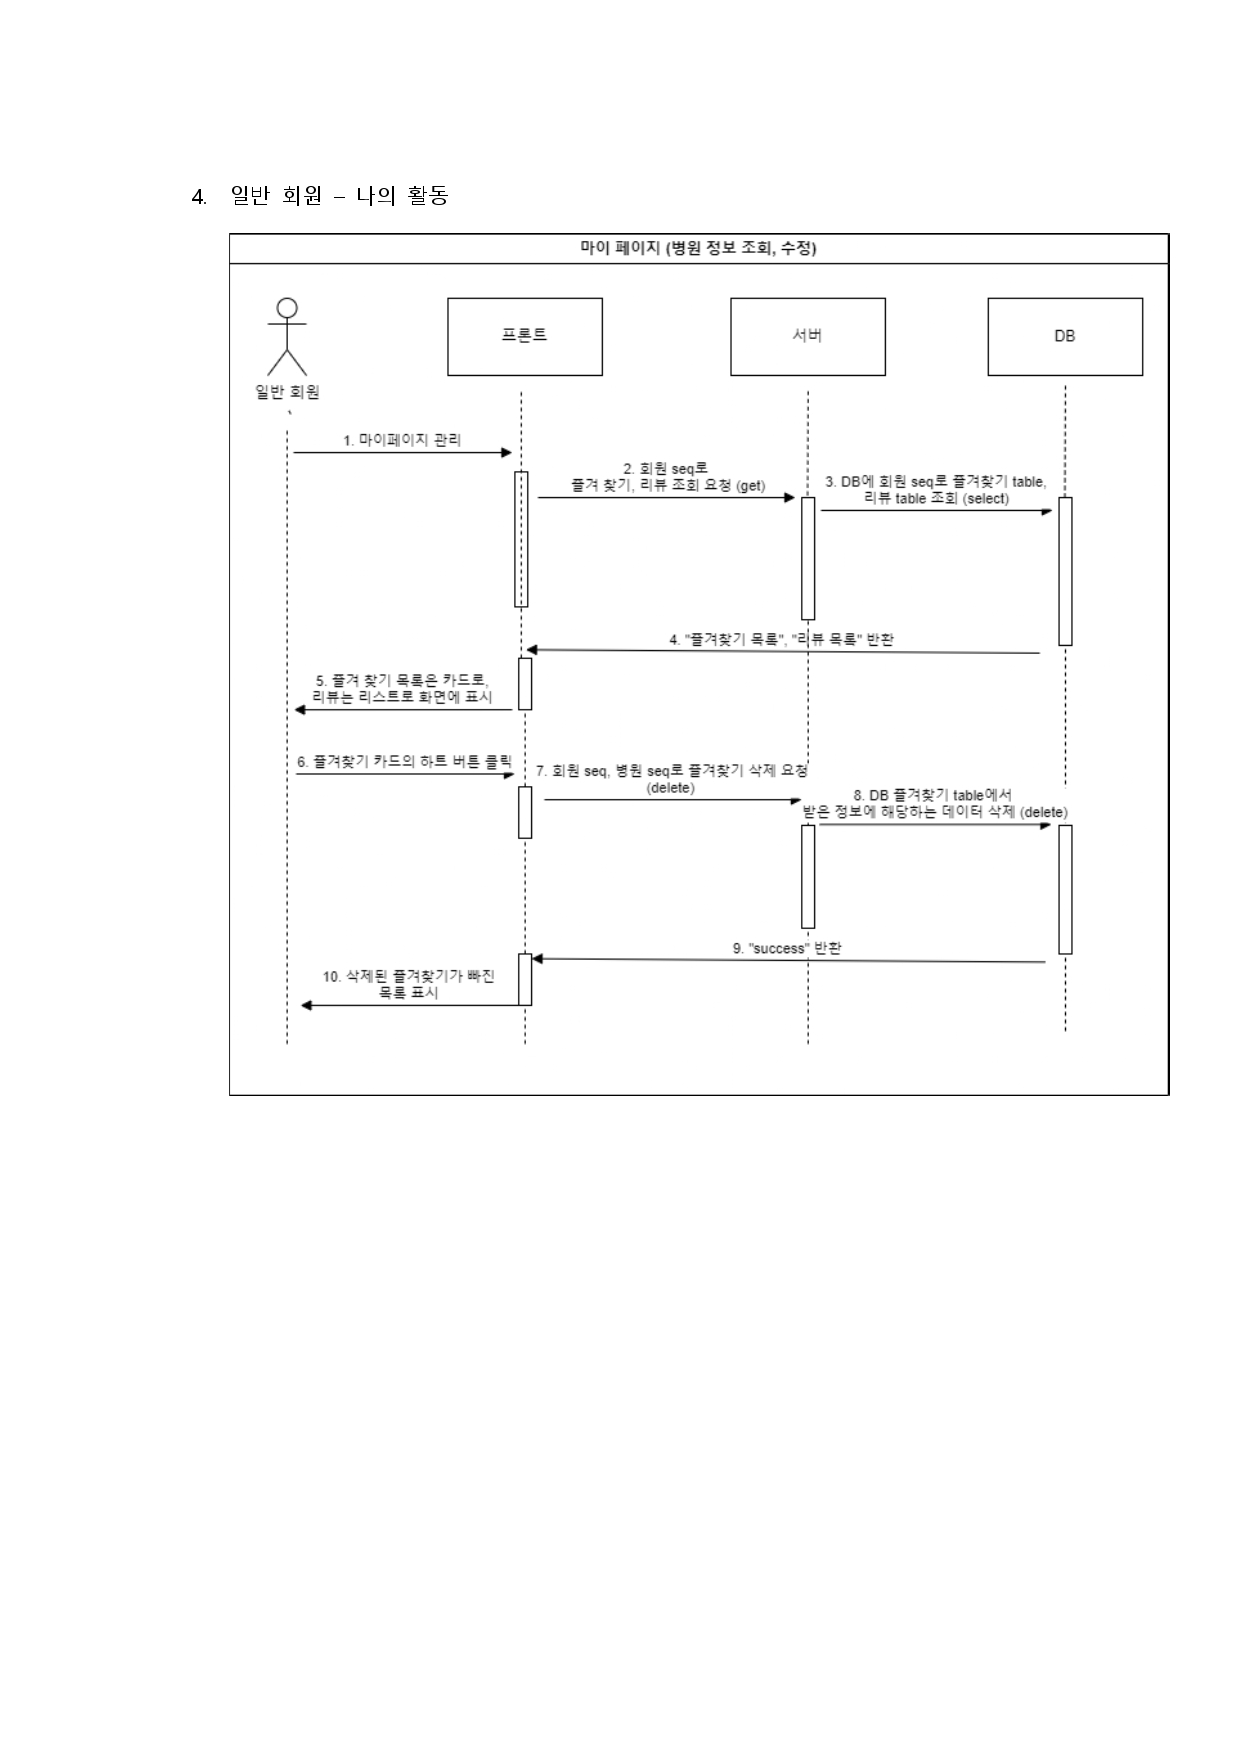 4. 일반 회원 – 나의 활동
마이 페이지 (병원 정보 조회, 수정)
프론트
서버
DB
일반 회원
1. 마이페이지 관리
2. 회원 seq로
즐겨 찾기, 리뷰 조회 요청 (get)
3. DB에 회원 seq로 즐겨찾기 table,
리뷰 table 조회 (select)
4. "즐겨찾기 목록", "리뷰 목록" 반환
5. 즐겨 찾기 목록은 카드로,
리뷰는 리스트로 화면에 표시
6. 즐겨찾기 카드의 하트 버튼 클릭
7. 회원 seq, 병원 seq로 즐겨찾기 삭제 요청
(delete)
8. DB 즐겨찾기 table에서
받은 정보에 해당하는 데이터 삭제 (delete)
9. "success" 반환
10. 삭제된 즐겨찾기가 빠진
목록 표시